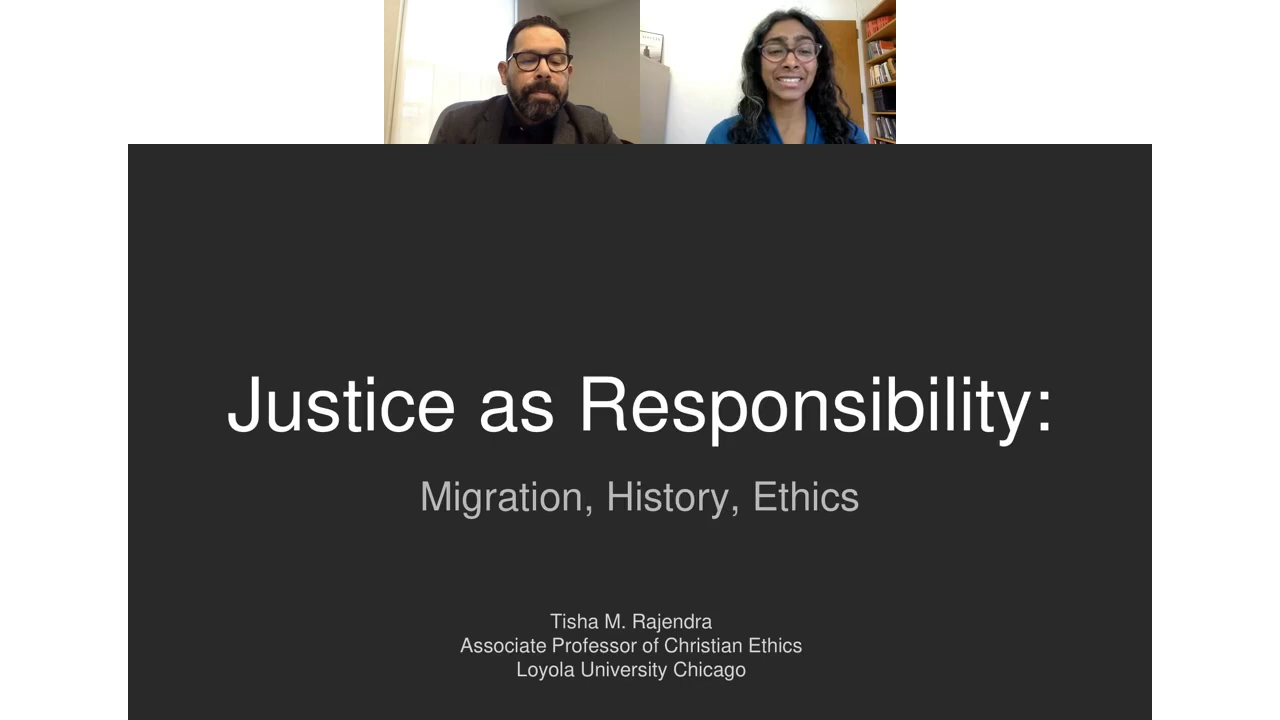 Justice as Responsibility:
Migration, History, Ethics
Tisha M. Rajendra
Associate Professor of Christian Ethics
Loyola University Chicago